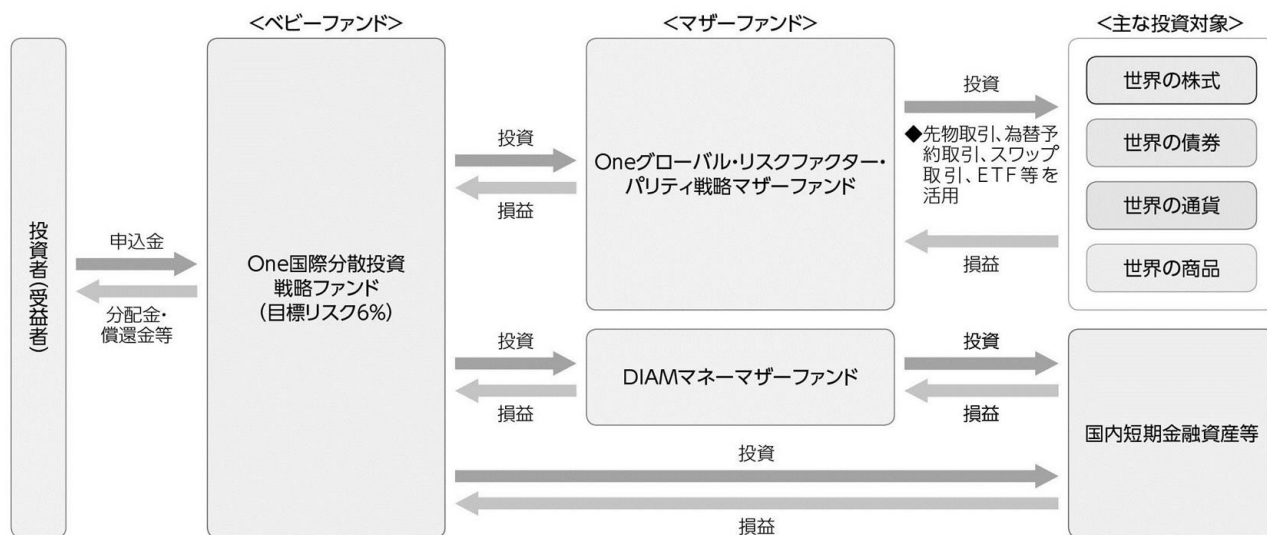 <ベビーファンド>
<マザーファンド>
<主な投資対象>
投資者(受益者)
申込金
分配金・
償還金等
One国際分散投資
戦略ファンド
(目標リスク6%)
投資
損益
Oneグローバル・リスクファクター・
パリティ戦略マザーファンド
投資
◆先物取引、為替予
約取引、スワップ
取引、ETF等を
活用
損益
世界の株式
世界の債券
世界の通貨
世界の商品
投資
損益
DIAMマネーマザーファンド
投資
損益
国内短期金融資産等
投資
損益